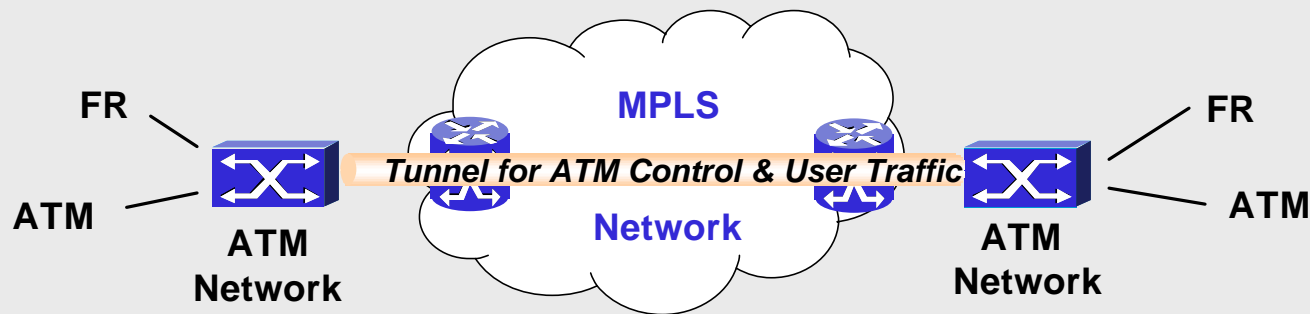 MPLS
FR
FR
Tunnel for ATM Control & User Traffic
ATM
ATM
Network
ATM
Network
ATM
Network